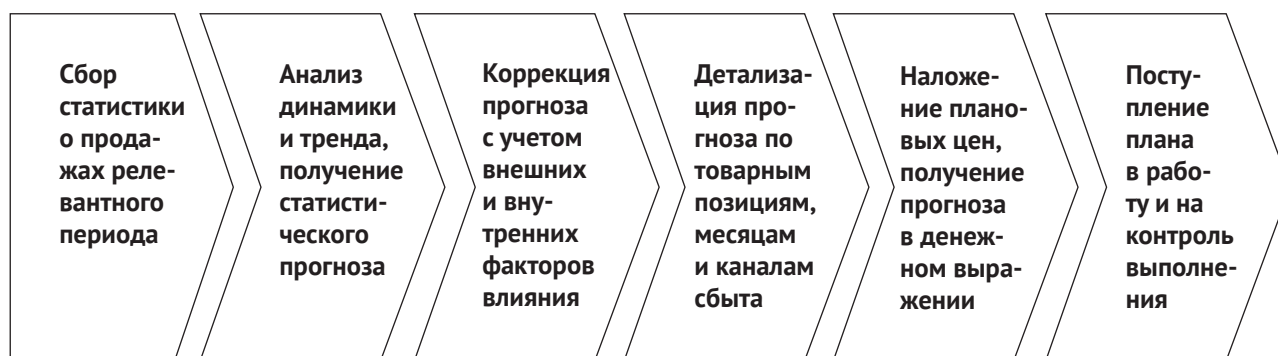 Сбор
статистики
о прода-
жах реле-
вантного
периода
Анализ
динамики
и тренда,
получение
статисти-
ческого
прогноза
Коррекция
прогноза
с учетом
внешних
и вну-
тренних
факторов
влияния
Детализа-
ция про-
гноза по
товарным
позициям,
месяцам
и каналам
сбыта
Наложе-
ние плано-
вых цен,
получение
прогноза
в денеж-
ном выра-
жении
Посту-
пление
плана
в рабо-
ту и на
контроль
выполне-
ния